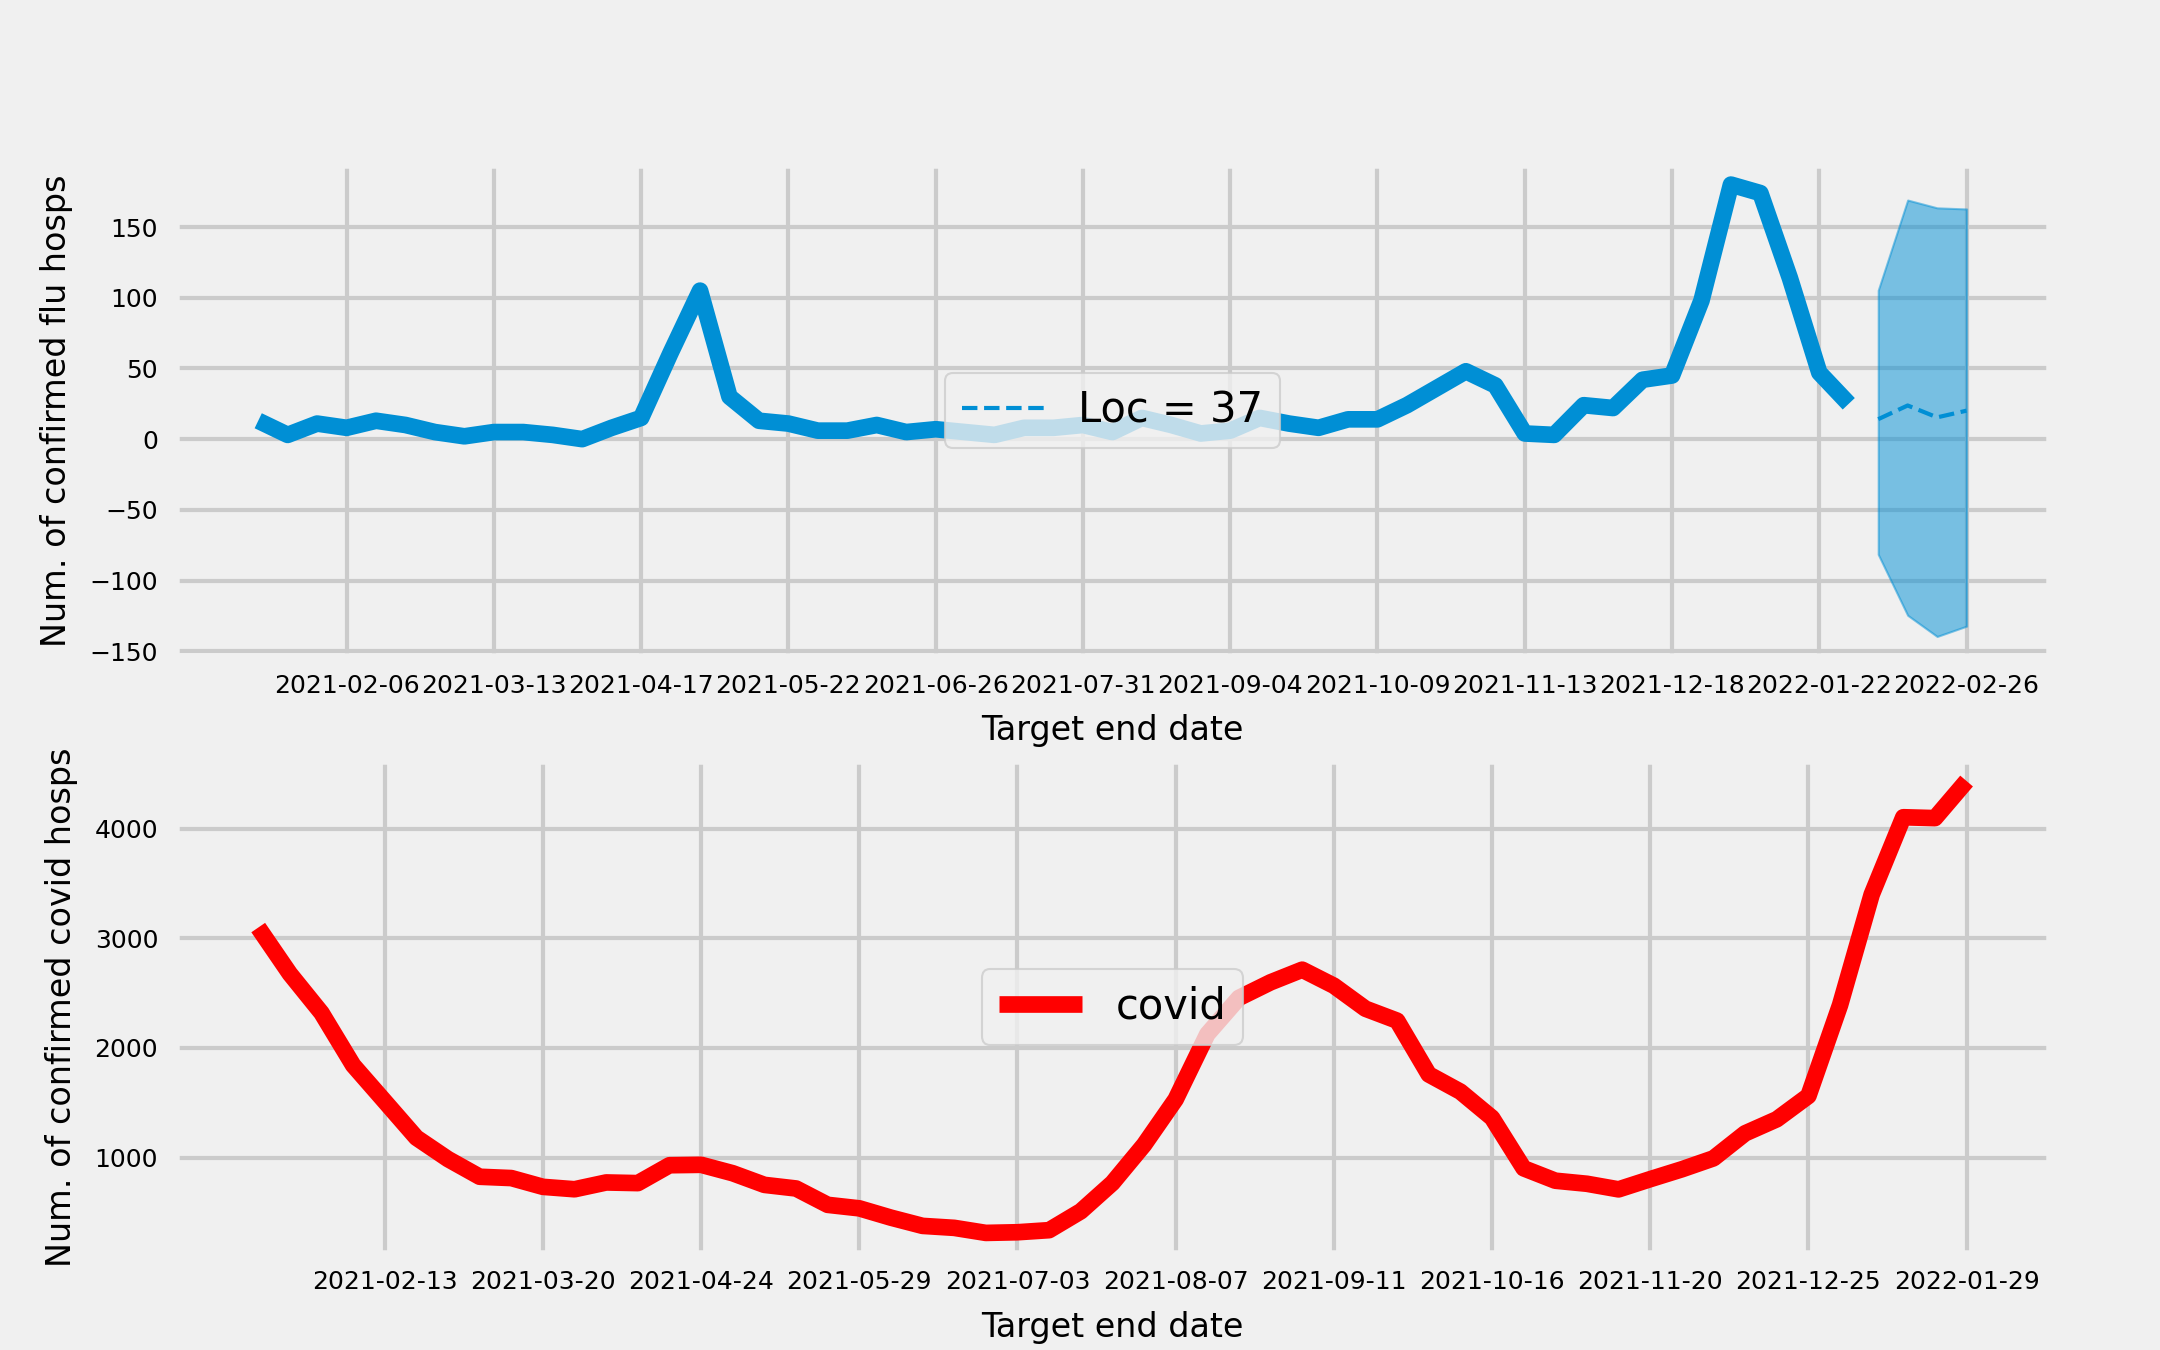 Num. of confirmed flu hosps
150
100
50
0
−50
−100
−150
Loc = 37
2021-02-06 2021-03-13 2021-04-17 2021-05-22 2021-06-26 2021-07-31 2021-09-04 2021-10-09 2021-11-13 2021-12-18 2022-01-22 2022-02-26
Target end date
Num. of confirmed covid hosps
4000
3000
2000
1000
covid
2021-02-13 2021-03-20 2021-04-24 2021-05-29 2021-07-03 2021-08-07 2021-09-11 2021-10-16 2021-11-20 2021-12-25 2022-01-29
Target end date